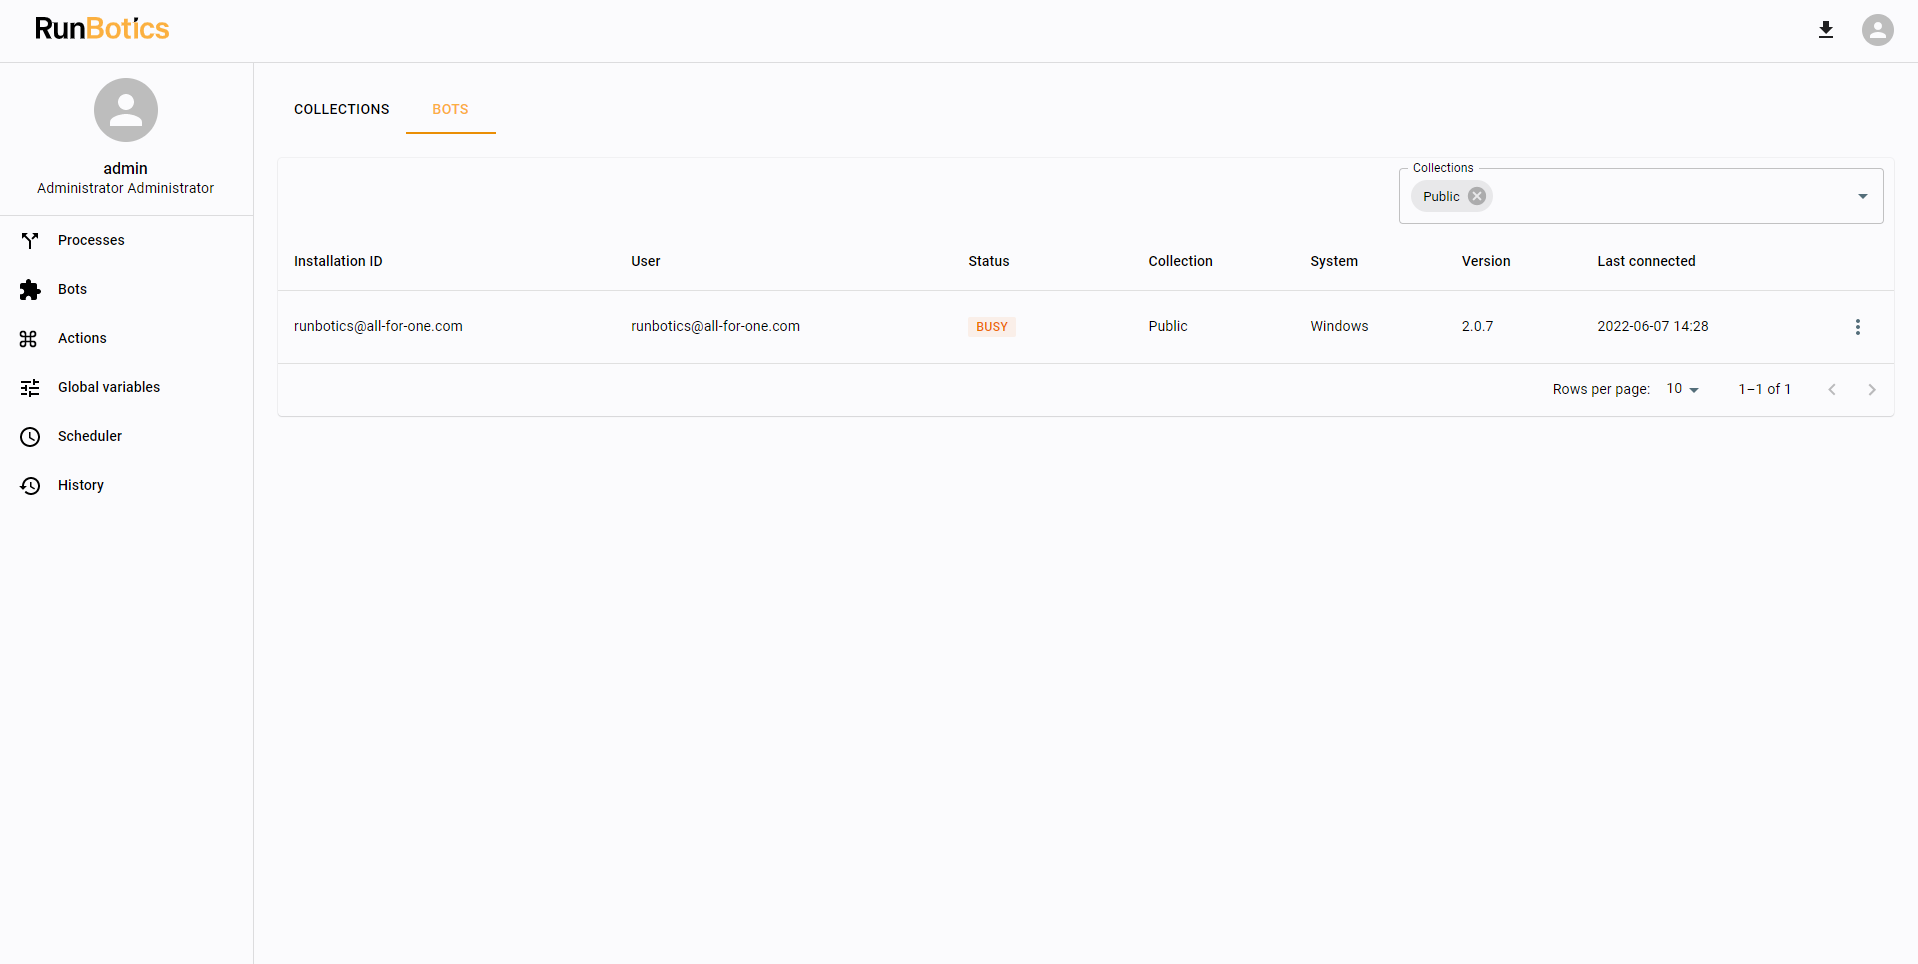 RunBotics
admin
Administrator Administrator
Processes
Bots
Actions
Global variables
Scheduler
History
COLLECTIONS BOTS
Collections
Public
Installation ID User Status Collection System Version Last connected
runbotics@all-for-one.com runbotics@all-for-one.com BUSY Public Windows 2.0.7 2022-06-07 14:28
Rows per page: 10 1–1 of 1